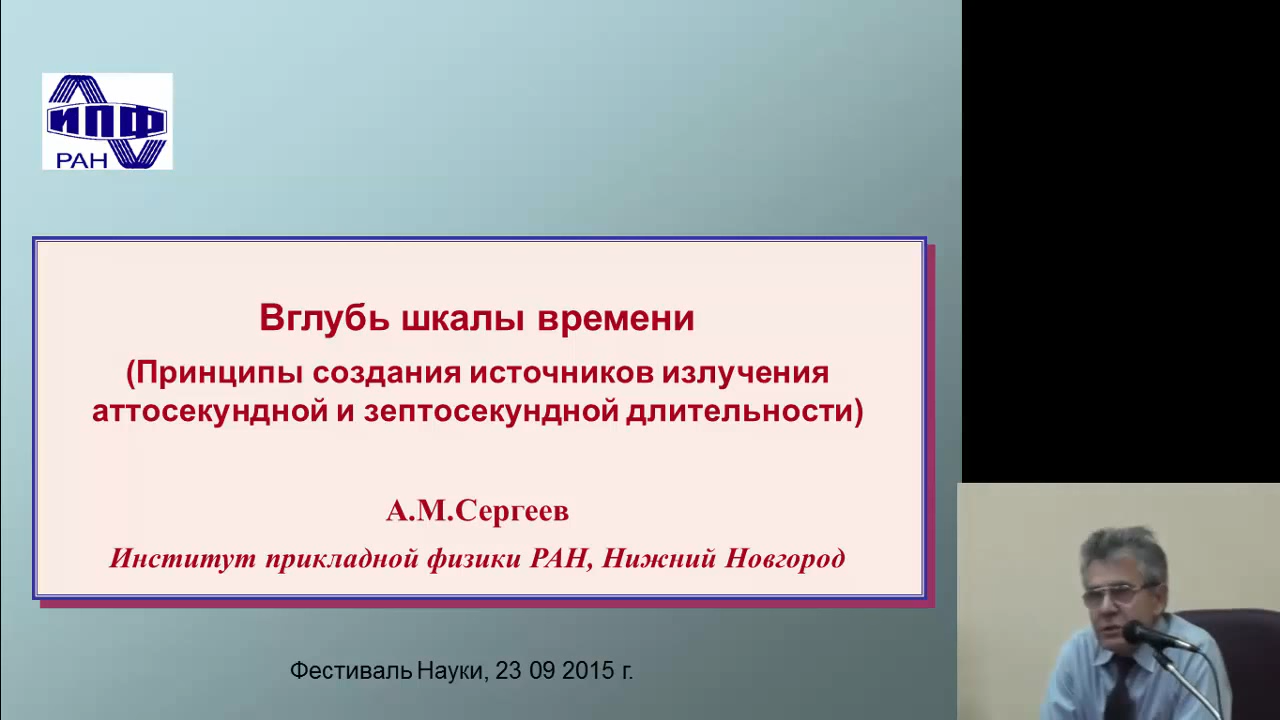 ИПФ
РАН
Вглубь шкалы времени
(Принципы создания источников излучения
аттосекундной и зептосекундной длительности)
А.М.Сергеев
Институт прикладной физики РАН, Нижний Новгород
Фестиваль Науки, 23 09 2015 г.